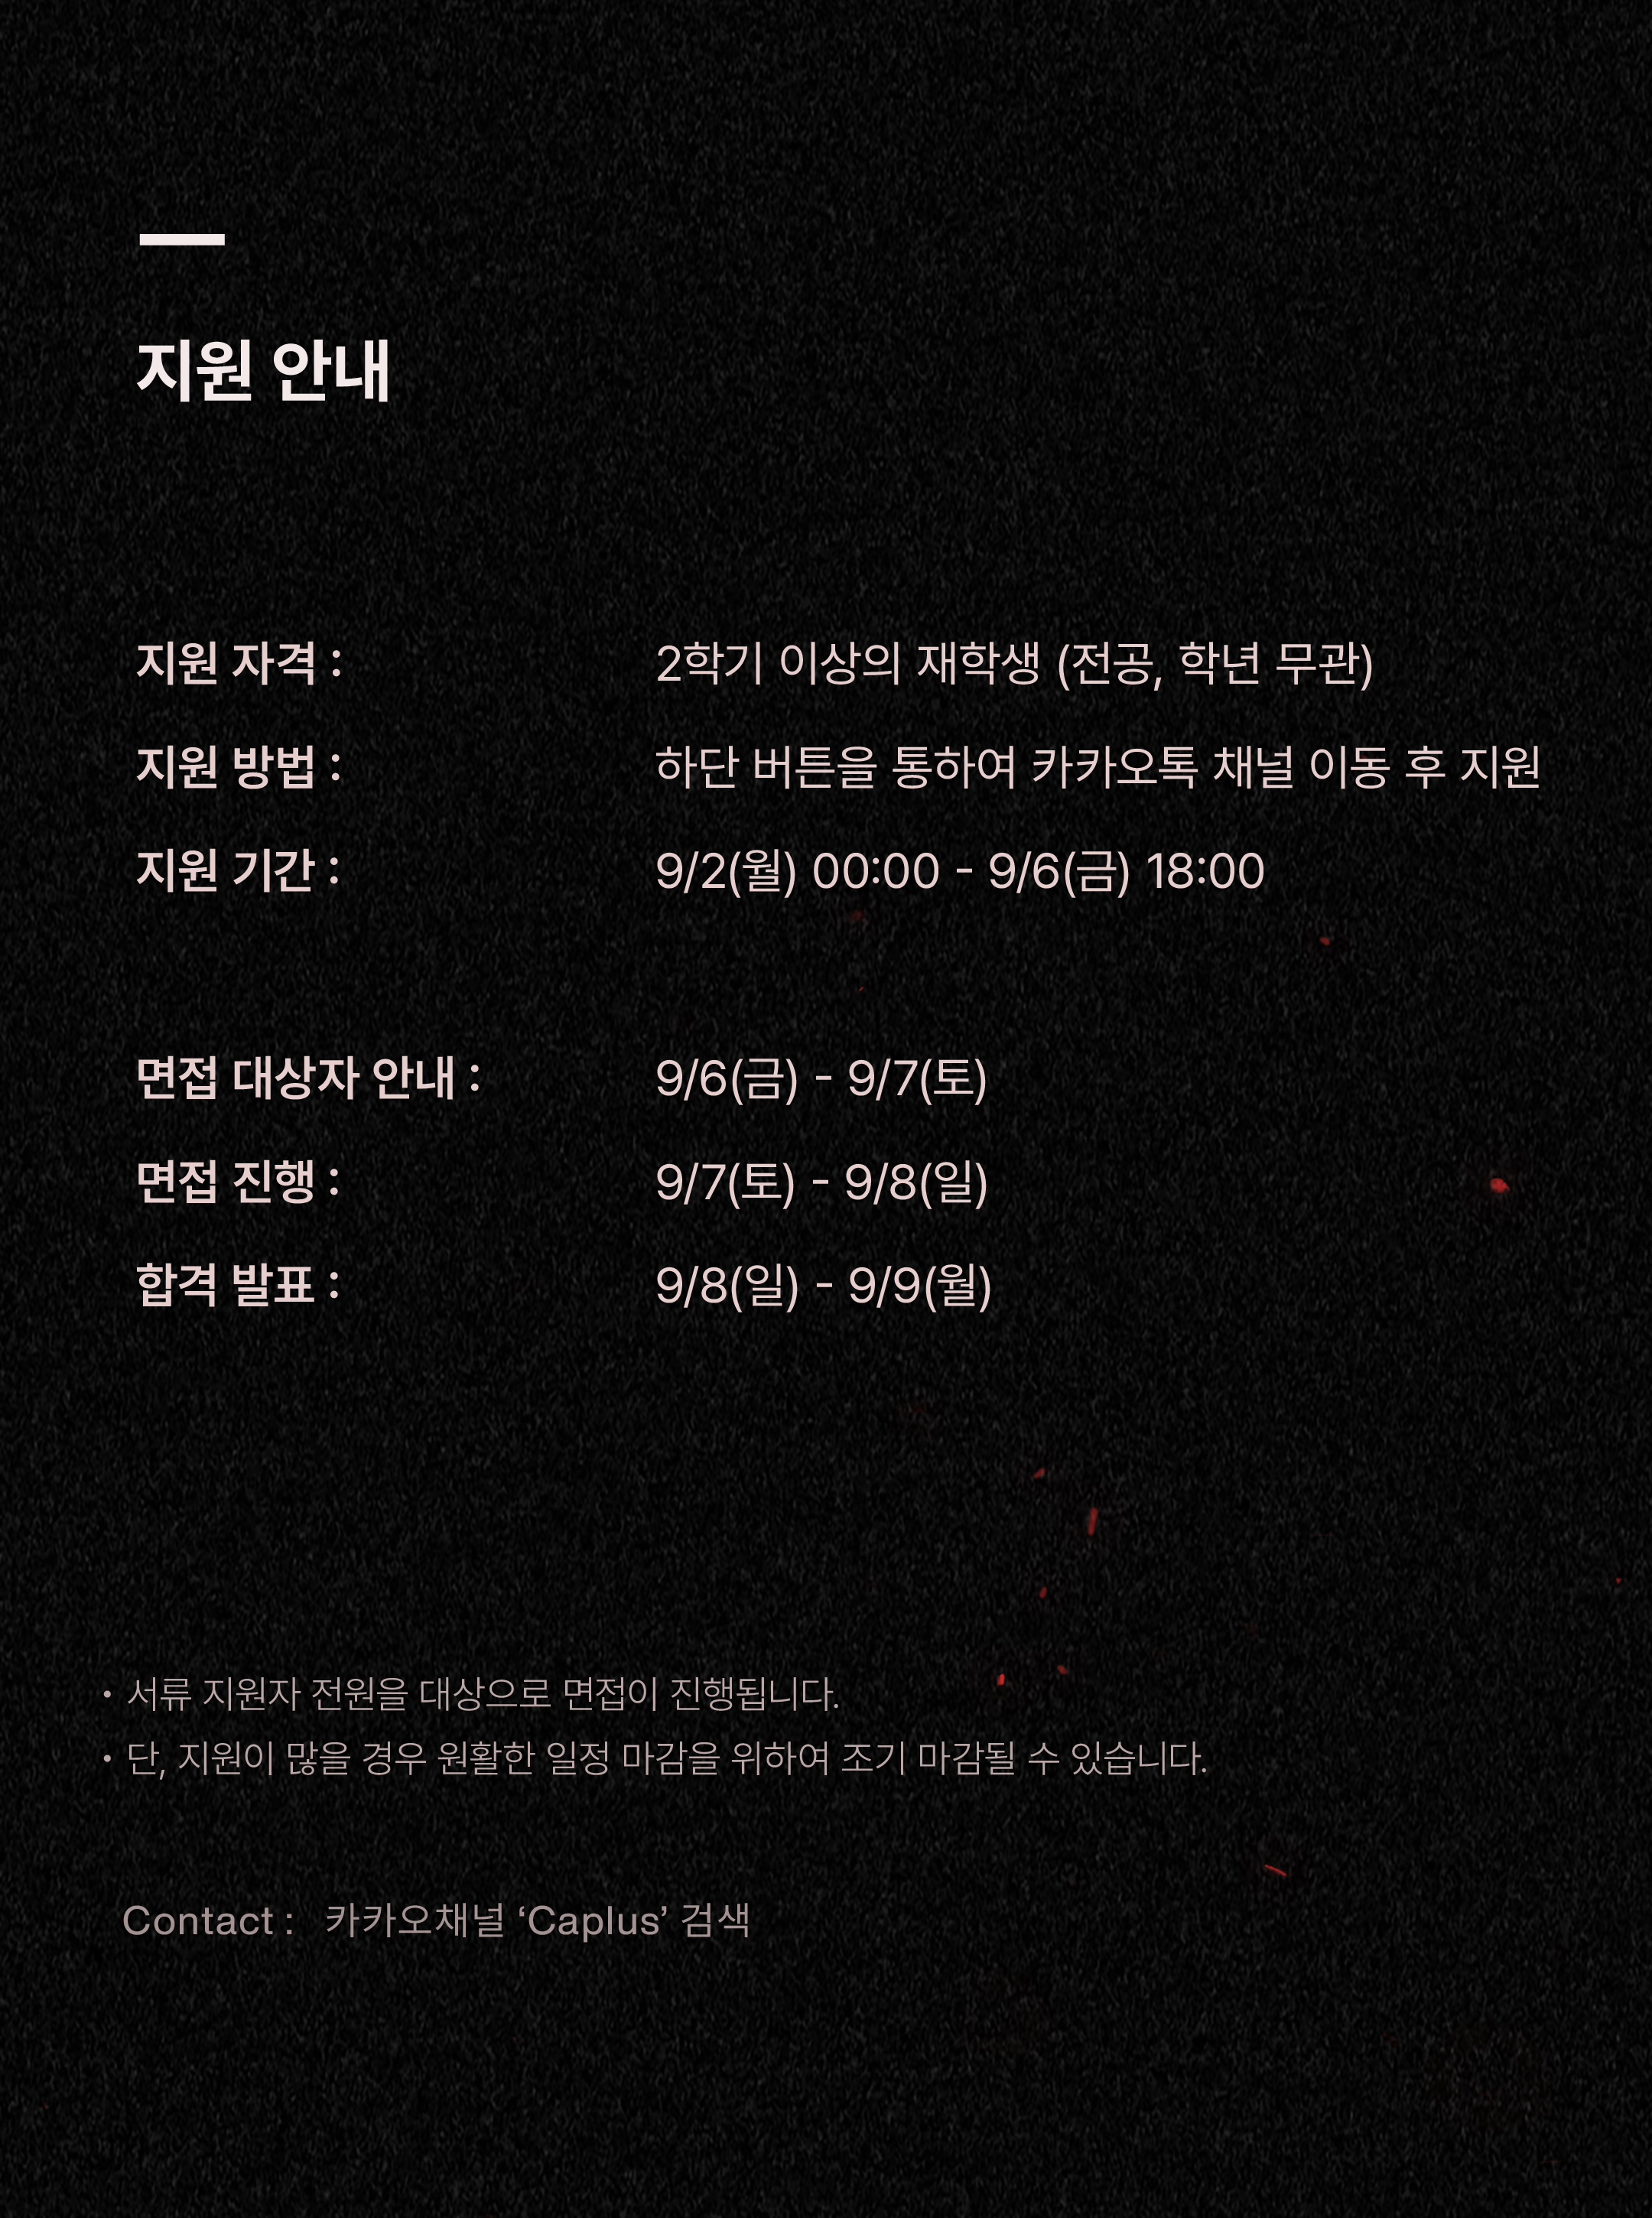 지원 안내
지원 자격 : 2학기 이상의 재학생 (전공, 학년 무관)
지원 방법 : 하단 버튼을 통하여 카카오톡 채널 이동 후 지원
지원 기간 : 9/2(월) 00:00 - 9/6(금) 18:00
면접 대상자 안내 : 9/6(금) - 9/7(토)
면접 진행 : 9/7(토) - 9/8(일)
합격 발표 : 9/8(일) - 9/9(월)
• 서류 지원자 전원을 대상으로 면접이 진행됩니다.
• 단, 지원이 많을 경우 원활한 일정 마감을 위하여 조기 마감될 수 있습니다.
Contact : 카카오채널 ‘Caplus’ 검색